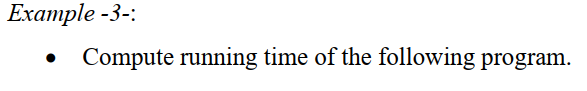 Example -3-:
• Compute running time of the following program.